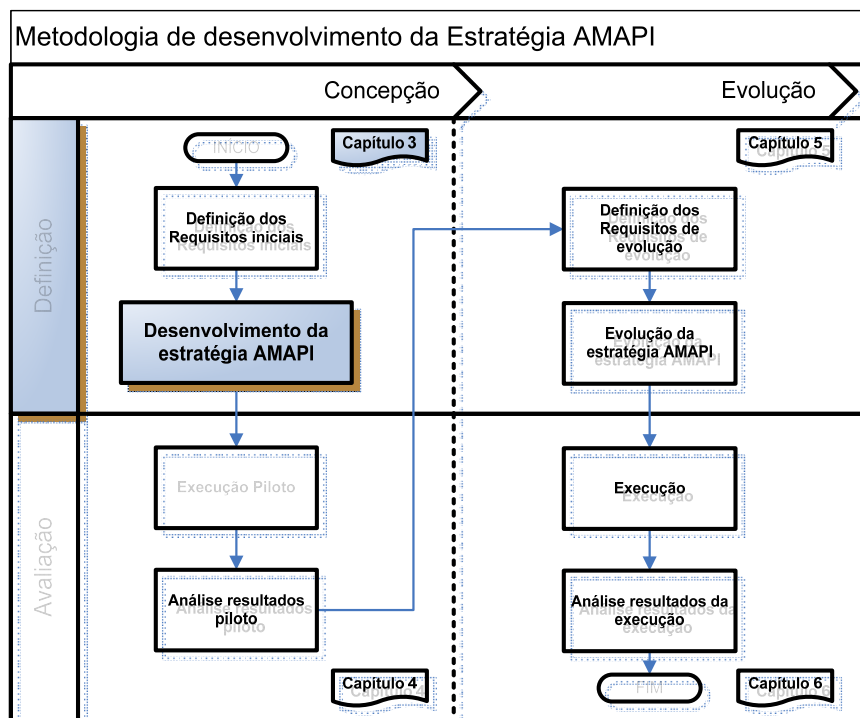 Metodologia de desenvolvimento da Estratégia AMAPI
Concepção
Evolução
Definição
INÍCIO
Capítulo 3
Definição dos
Requisitos iniciais
Desenvolvimento da
estratégia AMAPI
Capítulo 5
Definição dos
Requisitos de
evolução
Evolução da
estratégia AMAPI
Avaliação
Execução Piloto
Análise resultados
piloto
Capítulo 4
Execução
Análise resultados da
execução
FIM
Capítulo 6